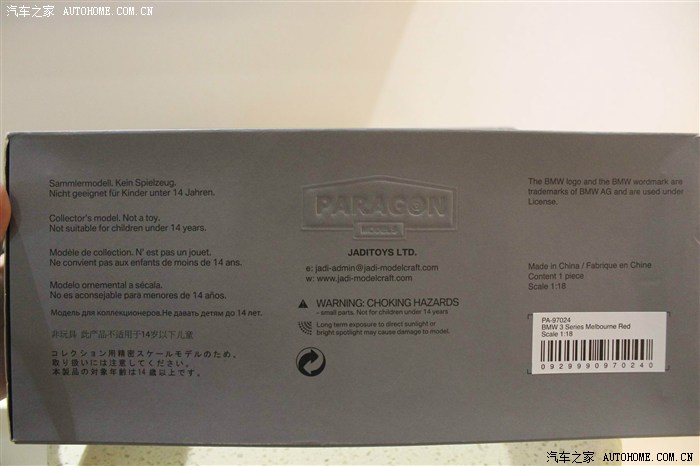 汽车之家 AUTOHOME.COM.CN
Sammlermodell. Kein Spielzeug.
Nicht geeignet für Kinder unter 14 Jahren.
Collector's model. Not a toy.
Not suitable for children under 14 years.
Modèle de collection. N' est pas un jouet.
Ne convient pas aux enfants de moins de 14 ans.
Modelo ornemental a sécala.
No es aconsejable para menores de 14 años.
Модель для коллекционеров.Не давать детям до 14 лет.
非玩具 此产品不适用于14岁以下儿童
コレクション用精密スケールモデルのため、
取り扱いには注意してください。
本製品の対象年齢は14歳以上です。
PARAGON
MODELS
JADITOYS LTD.
e: jadi-admin@jadi-modelcraft.com
w: www.jadi-modelcraft.com
WARNING: CHOKING HAZARDS
- small parts. Not for children under 14 years
Long term exposure to direct sunlight or
bright spotlight may cause damage to model.
The BMW logo and the BMW wordmark are
trademarks of BMW AG and are used under
License.
Made in China / Fabrique en Chine
Content 1 piece
Scale 1:18
PA-97024
BMW 3 Series Melbourne Red
Scale 1:18
0929990970240
汽车之家 AUTOHOME.COM.CN